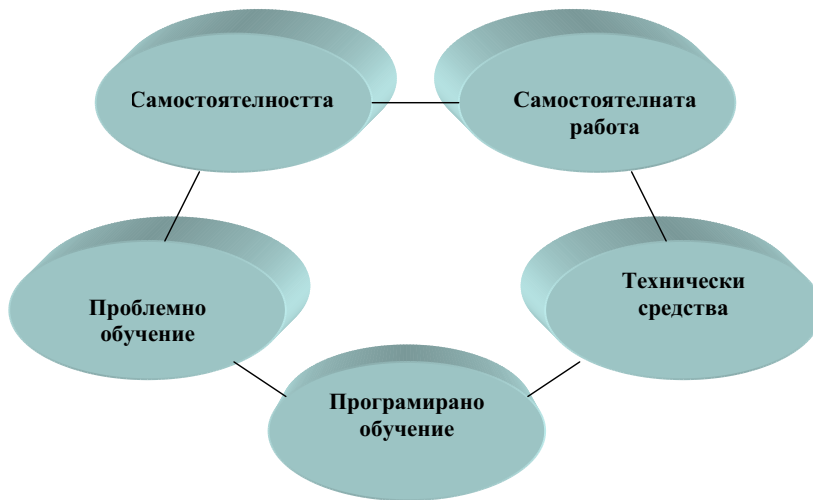 Самостоятелността
Самостоятелната
работа
Проблемно
обучение
Технически
средства
Програмирано
обучение